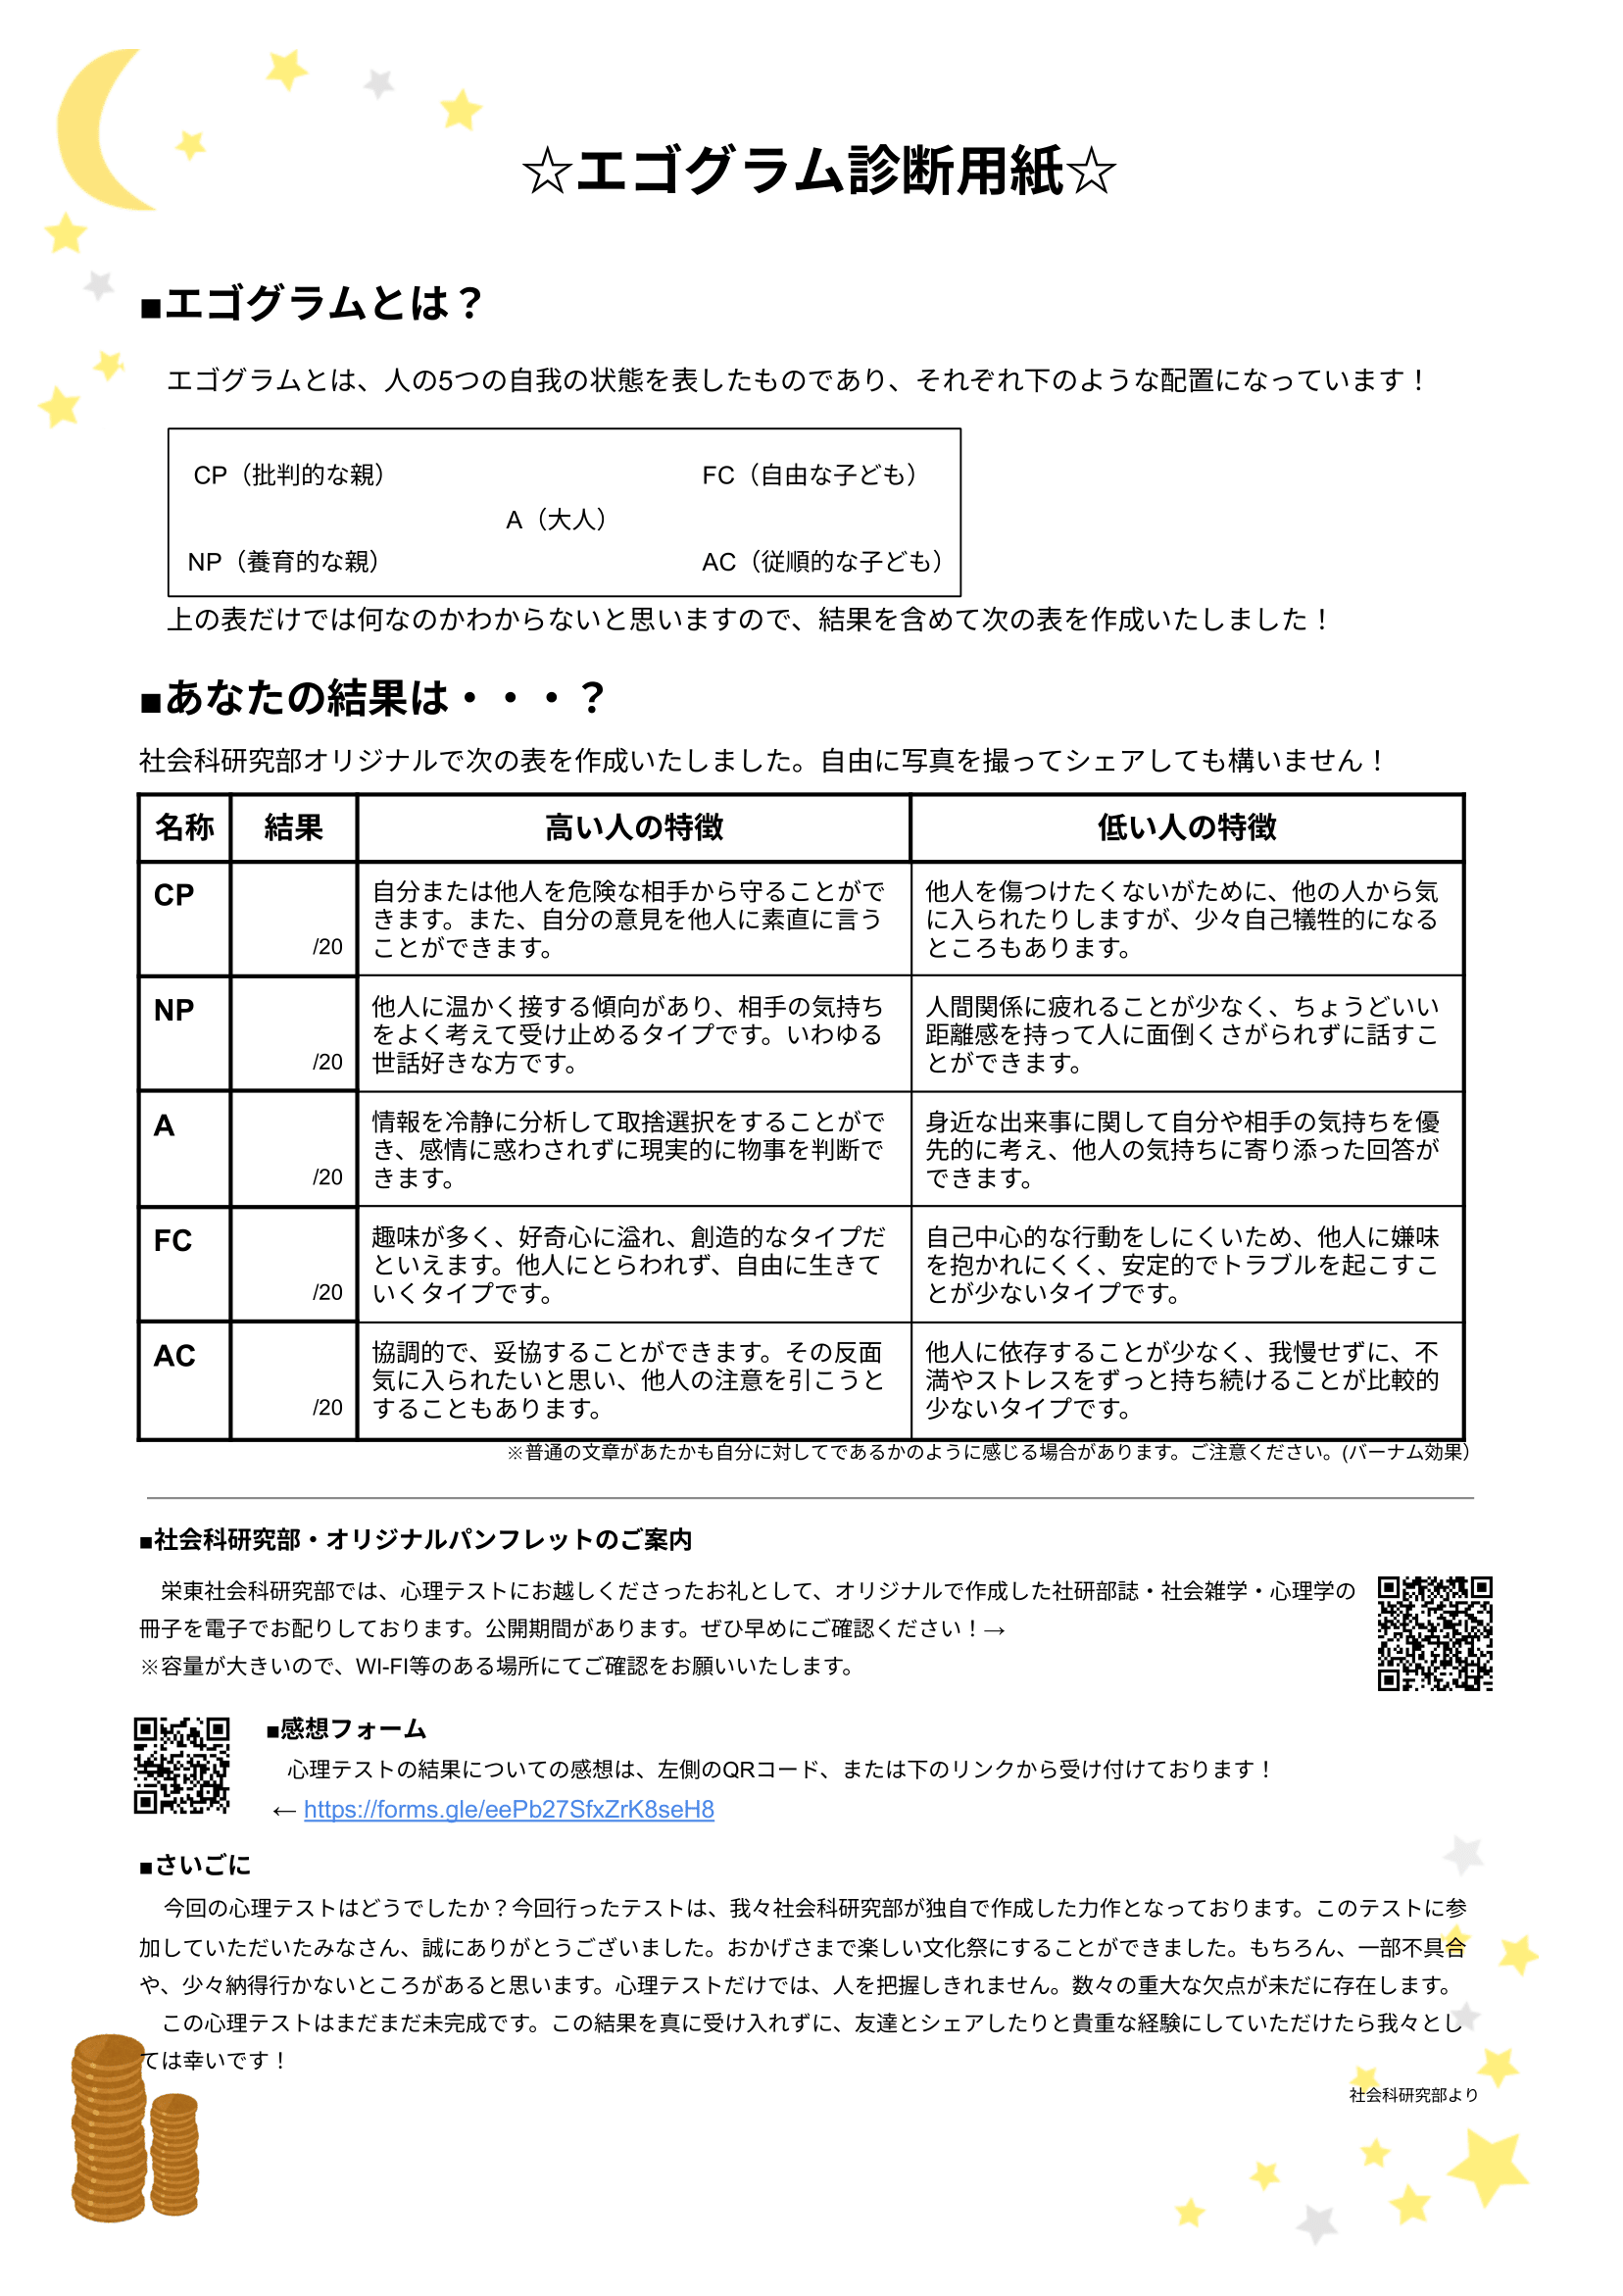 ☆エゴグラム診断用紙☆
■エゴグラムとは？
エゴグラムとは、人の5つの自我の状態を表したものであり、それぞれ下のような配置になっています！
CP（批判的な親） FC（自由な子ども）
A（大人）
NP（養育的な親） AC（従順的な子ども）
上の表だけでは何なのかわからないと思いますので、結果を含めて次の表を作成いたしました！
■あなたの結果は・・・？
社会科研究部オリジナルで次の表を作成いたしました。自由に写真を撮ってシェアしても構いません！
名称 結果 高い人の特徴 低い人の特徴
CP
/20
自分または他人を危険な相手から守ることがで
きます。また、自分の意見を他人に素直に言う
ことができます。
他人を傷つけたくないがために、他の人から気
に入られたりしますが、少々自己犠牲的になる
ところもあります。
NP
/20
他人に温かく接する傾向があり、相手の気持ち
をよく考えて受け止めるタイプです。いわゆる
世話好きな方です。
人間関係に疲れることが少なく、ちょうどいい
距離感を持って人に面倒くさがられずに話すこ
とができます。
A
/20
情報を冷静に分析して取捨選択をすることがで
き、感情に惑わされずに現実的に物事を判断で
きます。
身近な出来事に関して自分や相手の気持ちを優
先的に考え、他人の気持ちに寄り添った回答が
できます。
FC
/20
趣味が多く、好奇心に溢れ、創造的なタイプだ
といえます。他人にとらわれず、自由に生きて
いくタイプです。
自己中心的な行動をしにくいため、他人に嫌味
を抱かれにくく、安定的でトラブルを起こすこ
とが少ないタイプです。
AC
/20
協調的で、妥協することができます。その反面
気に入られたいと思い、他人の注意を引こうと
することもあります。
他人に依存することが少なく、我慢せずに、不
満やストレスをずっと持ち続けることが比較的
少ないタイプです。
※普通の文章があたかも自分に対してであるかのように感じる場合があります。ご注意ください。(バーナム効果）
■社会科研究部・オリジナルパンフレットのご案内
栄東社会科研究部では、心理テストにお越しくださったお礼として、オリジナルで作成した社研部誌・社会雑学・心理学の
冊子を電子でお配りしております。公開期間があります。ぜひ早めにご確認ください！→
※容量が大きいので、WI-FI等のある場所にてご確認をお願いいたします。
■感想フォーム
心理テストの結果についての感想は、左側のQRコード、または下のリンクから受け付けております！
← https://forms.gle/eePb27SfxZrK8seH8
■さいごに
今回の心理テストはどうでしたか？今回行ったテストは、我々社会科研究部が独自で作成した力作となっております。このテストに参
加していただいたみなさん、誠にありがとうございました。おかげさまで楽しい文化祭にすることができました。もちろん、一部不具合
や、少々納得行かないところがあると思います。心理テストだけでは、人を把握しきれません。数々の重大な欠点が未だに存在します。
この心理テストはまだまだ未完成です。この結果を真に受け入れずに、友達とシェアしたりと貴重な経験にしていただけたら我々とし
ては幸いです！
社会科研究部より